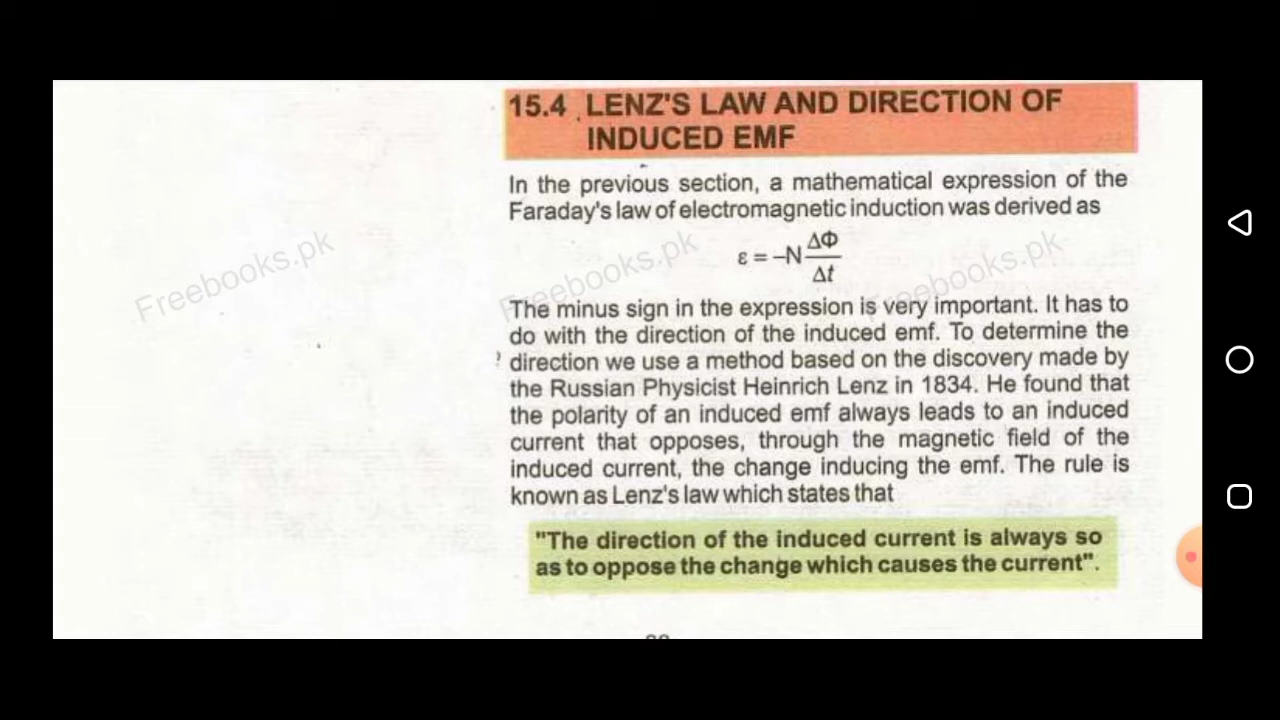 15.4 LENZ'S LAW AND DIRECTION OF
INDUCED EMF
In the previous section, a mathematical expression of the
Faraday's law of electromagnetic induction was derived as
ε = –N ΔΦ/Δt
The minus sign in the expression is very important. It has to
do with the direction of the induced emf. To determine the
direction we use a method based on the discovery made by
the Russian Physicist Heinrich Lenz in 1834. He found that
the polarity of an induced emf always leads to an induced
current that opposes, through the magnetic field of the
induced current, the change inducing the emf. The rule is
known as Lenz's law which states that
"The direction of the induced current is always so
as to oppose the change which causes the current".
Freebooks.pk
Freebooks.pk
Freebooks.pk